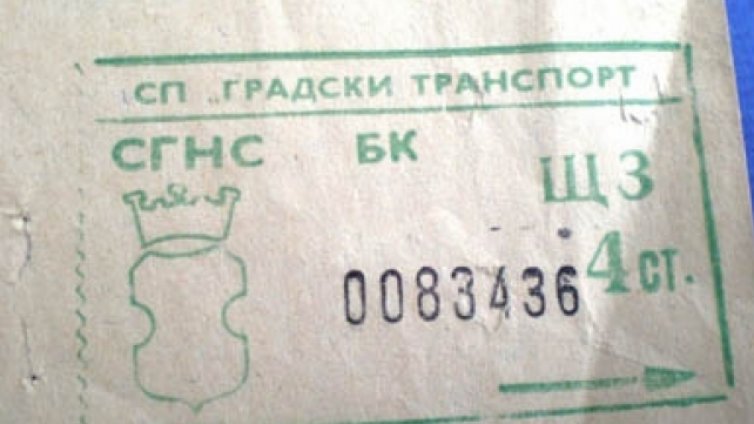 СП „ГРАДСКИ ТРАНСПОРТ
СГНС БК
ЩЗ
0083436 4 ст.